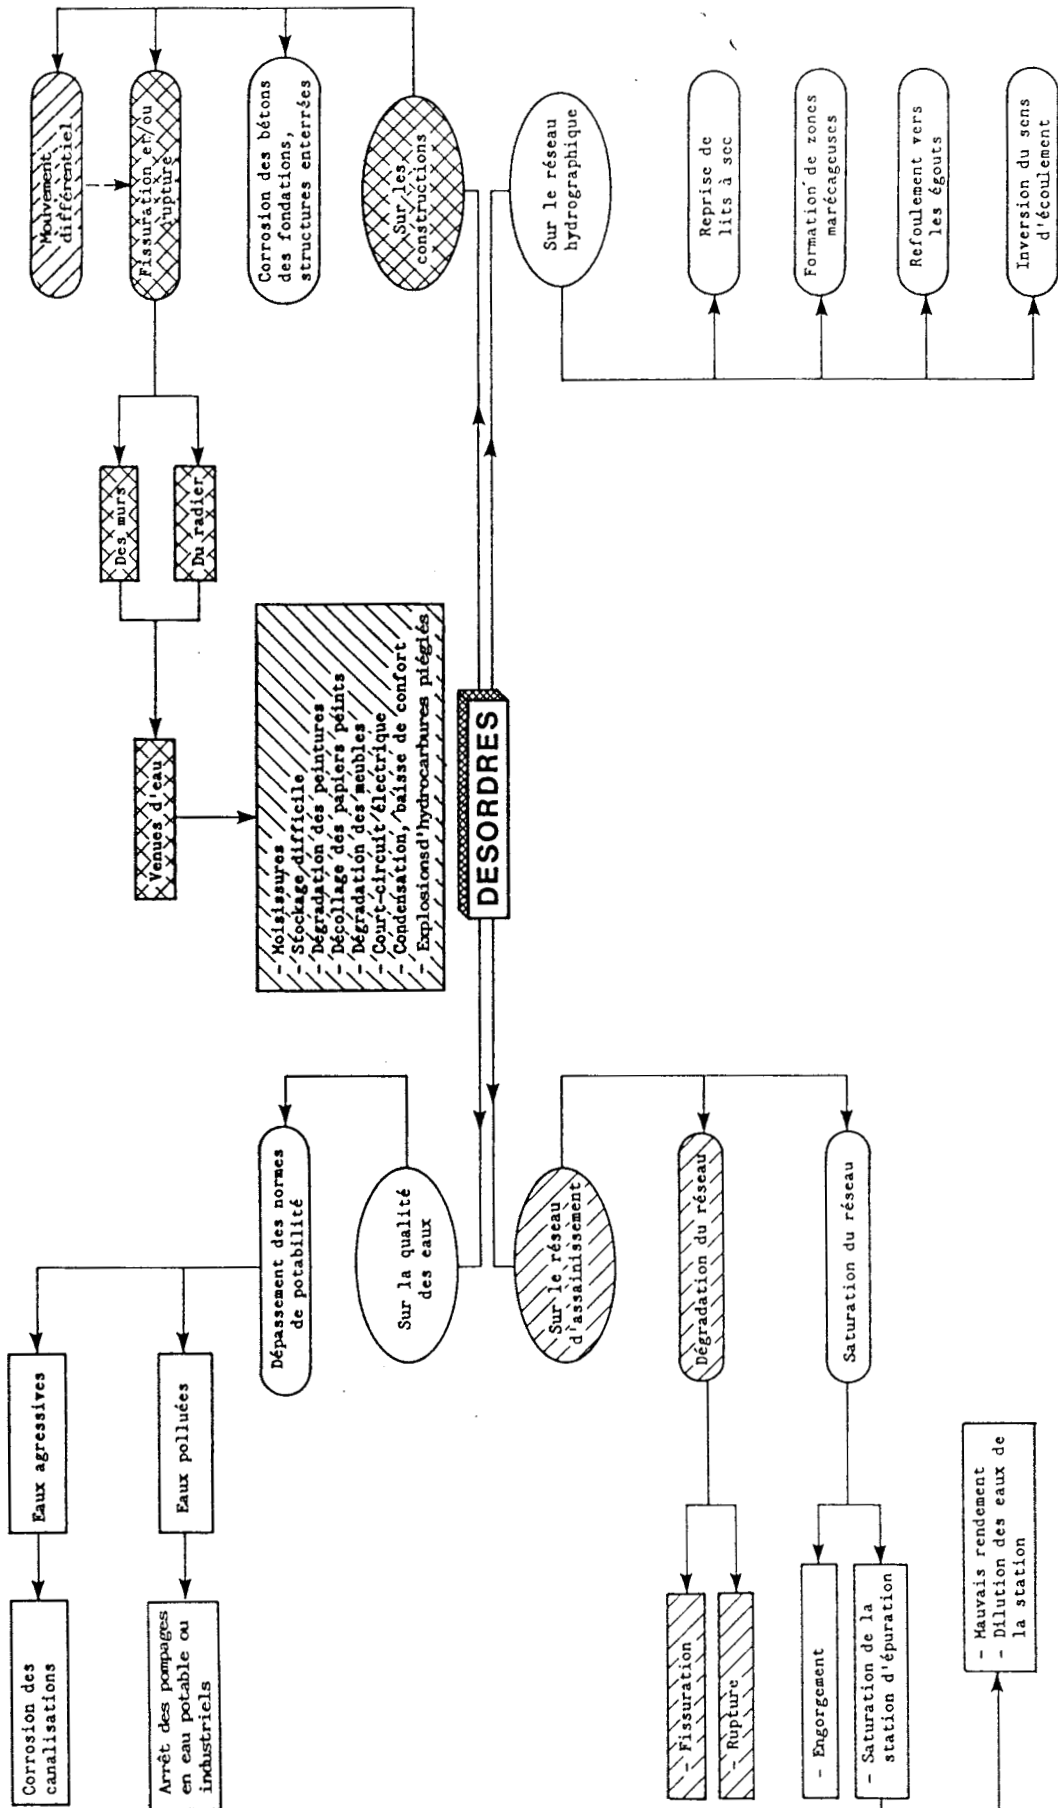 Corrosion des
canalisations
Eaux agressives
Arrêt des pompages
en eau potable ou
industriels
Eaux polluées
Dépassement des normes
de potabilité
Sur la qualité
des eaux
Mouvement
différentiel
Fissuration et/ou
rupture
Corrosion des bétons
des fondations,
structures enterrées
Sur les
constructions
Des murs
Du radier
Venues d'eau
- Moisissures
- Stockage difficile
- Dégradation des peintures
- Décollage des papiers peints
- Dégradation des meubles
- Court-circuit électrique
- Condensation, baisse de confort
- Explosions d'hydrocarbures piégiés
DESORDRES
Sur le réseau
d'assainissement
Dégradation du réseau
- Fissuration
- Rupture
Saturation du réseau
- Engorgement
- Saturation de la
station d'épuration
- Mauvais rendement
- Dilution des eaux de
la station
Sur le réseau
hydrographique
Reprise de
lits à sec
Formation de zones
marécageuses
Refoulement vers
les égouts
Inversion du sens
d'écoulement